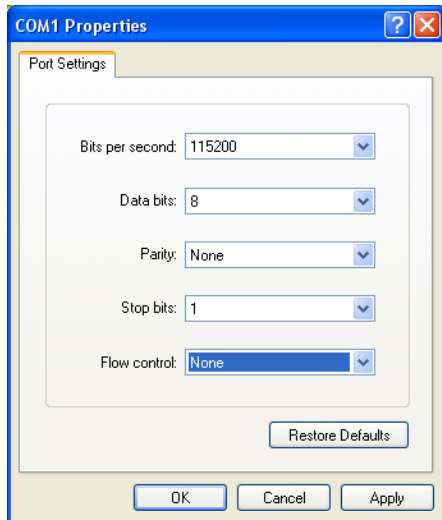 COM1 Properties
Port Settings
Bits per second: 115200
Data bits: 8
Parity: None
Stop bits: 1
Flow control: None
Restore Defaults
OK Cancel Apply